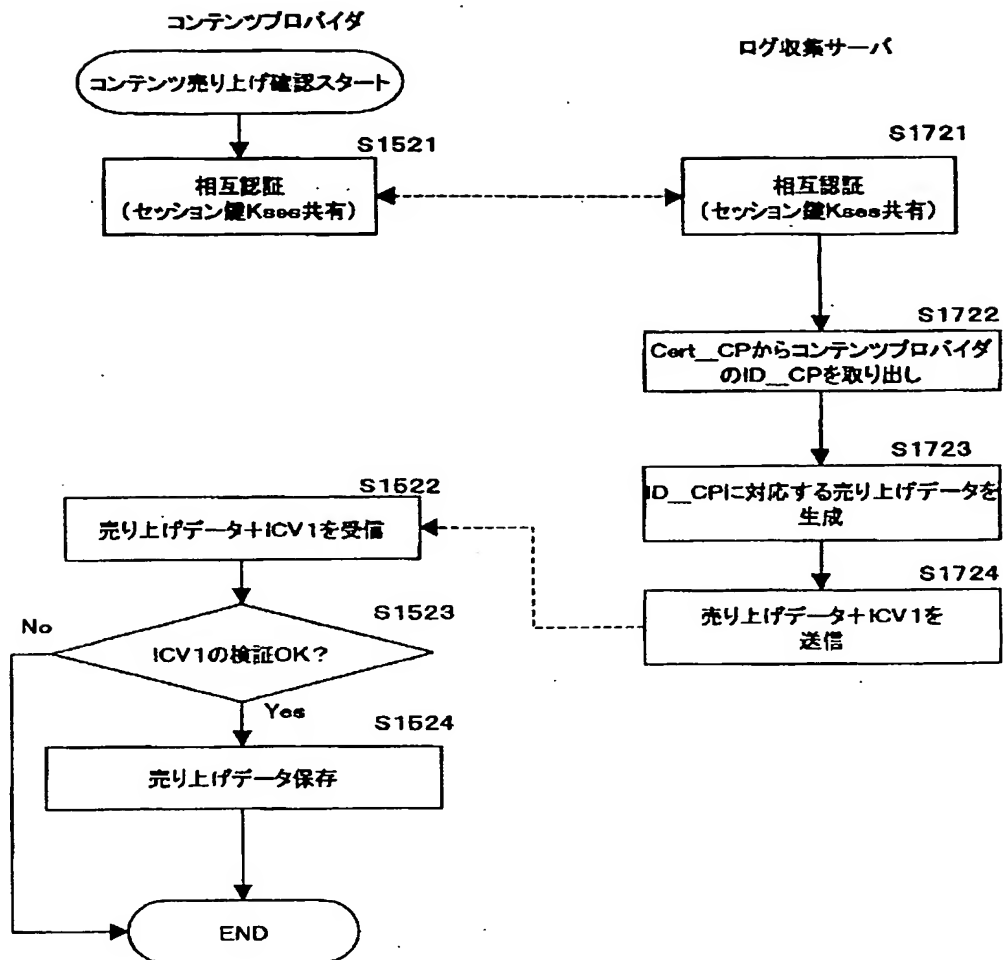 コンテンツプロバイダ
コンテンツ売り上げ確認スタート
S1521
相互認証
(セッション鍵Kses共有)
ログ収集サーバ
S1721
相互認証
(セッション鍵Kses共有)
S1722
Cert__CPからコンテンツプロバイダ
のID__CPを取り出し
S1723
ID__CPに対応する売り上げデータを
生成
S1724
売り上げデータ+ICV1を
送信
S1522
売り上げデータ+ICV1を受信
S1523
ICV1の検証OK?
No
Yes
S1524
売り上げデータ保存
END